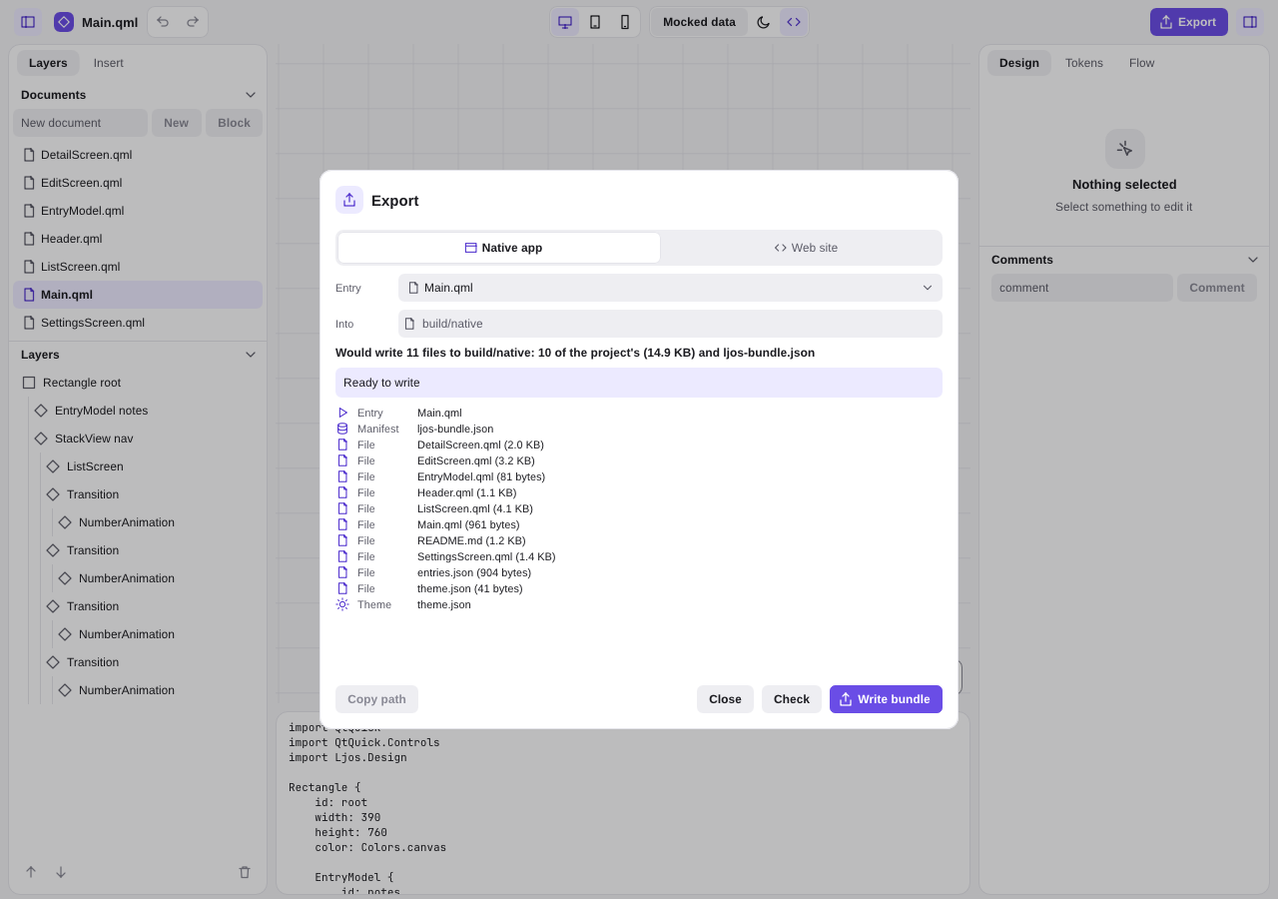 Main.qml
Mocked data
Export
Layers Insert
Documents
New document New Block
DetailScreen.qml
EditScreen.qml
EntryModel.qml
Header.qml
ListScreen.qml
Main.qml
SettingsScreen.qml
Layers
Rectangle root
EntryModel notes
StackView nav
ListScreen
Transition
NumberAnimation
Transition
NumberAnimation
Transition
NumberAnimation
Transition
NumberAnimation
Export
Native app Web site
Entry Main.qml
Into build/native
Would write 11 files to build/native: 10 of the project's (14.9 KB) and ljos-bundle.json
Ready to write
Entry Main.qml
Manifest ljos-bundle.json
File DetailScreen.qml (2.0 KB)
File EditScreen.qml (3.2 KB)
File EntryModel.qml (81 bytes)
File Header.qml (1.1 KB)
File ListScreen.qml (4.1 KB)
File Main.qml (961 bytes)
File README.md (1.2 KB)
File SettingsScreen.qml (1.4 KB)
File entries.json (904 bytes)
File theme.json (41 bytes)
Theme theme.json
Copy path Close Check Write bundle
import QtQuick
import QtQuick.Controls
import Ljos.Design
Rectangle {
id: root
width: 390
height: 760
color: Colors.canvas
EntryModel {
id: notes
Design Tokens Flow
Nothing selected
Select something to edit it
Comments
comment Comment